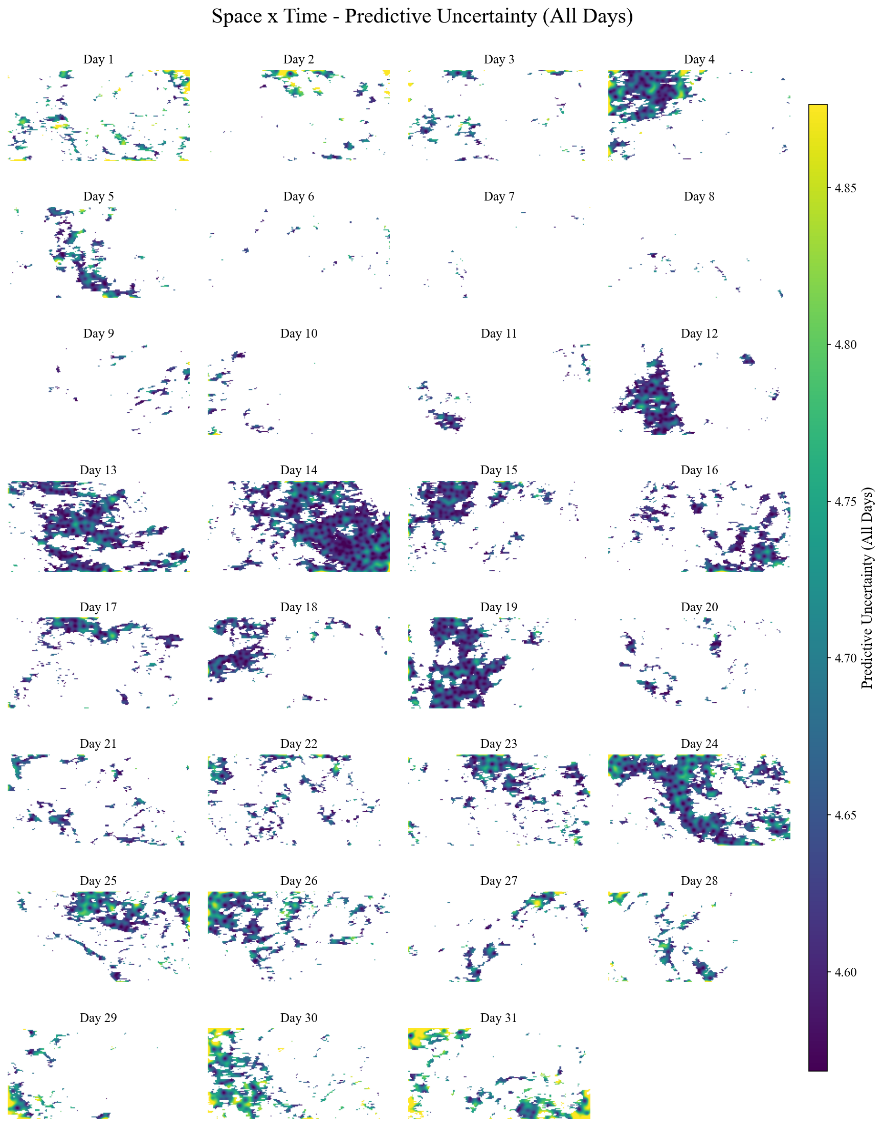 Space x Time - Predictive Uncertainty (All Days)
Day 1
Day 2
Day 3
Day 4
Day 5
Day 6
Day 7
Day 8
Day 9
Day 10
Day 11
Day 12
Day 13
Day 14
Day 15
Day 16
Day 17
Day 18
Day 19
Day 20
Day 21
Day 22
Day 23
Day 24
Day 25
Day 26
Day 27
Day 28
Day 29
Day 30
Day 31
4.85
4.80
4.75
4.70
4.65
4.60
Predictive Uncertainty (All Days)